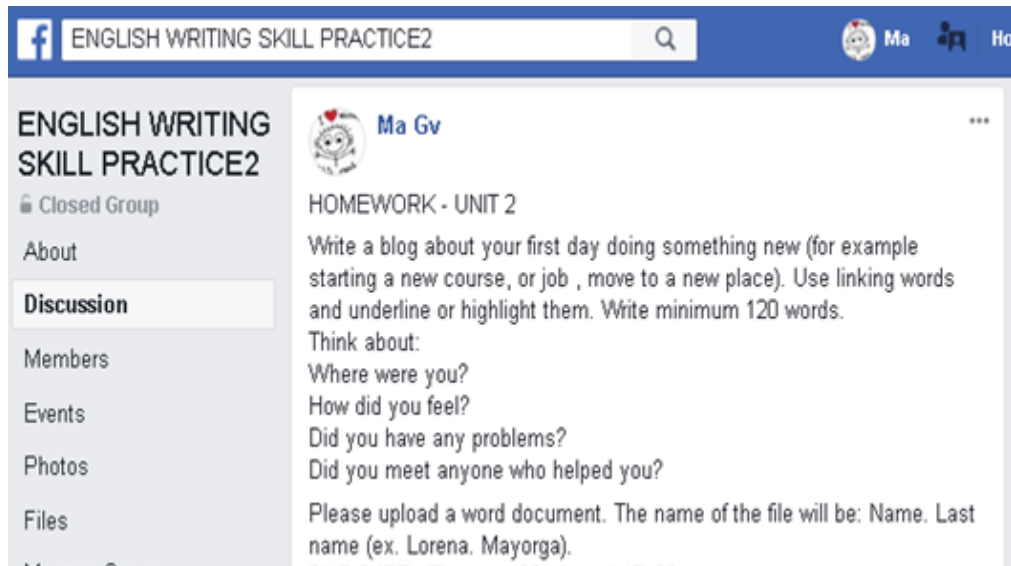 ENGLISH WRITING SKILL PRACTICE2
Ma
Ho
ENGLISH WRITING
SKILL PRACTICE2
Closed Group
About
Discussion
Members
Events
Photos
Files
Ma Gv
HOMEWORK - UNIT 2
Write a blog about your first day doing something new (for example
starting a new course, or job , move to a new place). Use linking words
and underline or highlight them. Write minimum 120 words.
Think about:
Where were you?
How did you feel?
Did you have any problems?
Did you meet anyone who helped you?
Please upload a word document. The name of the file will be: Name. Last
name (ex. Lorena. Mayorga).